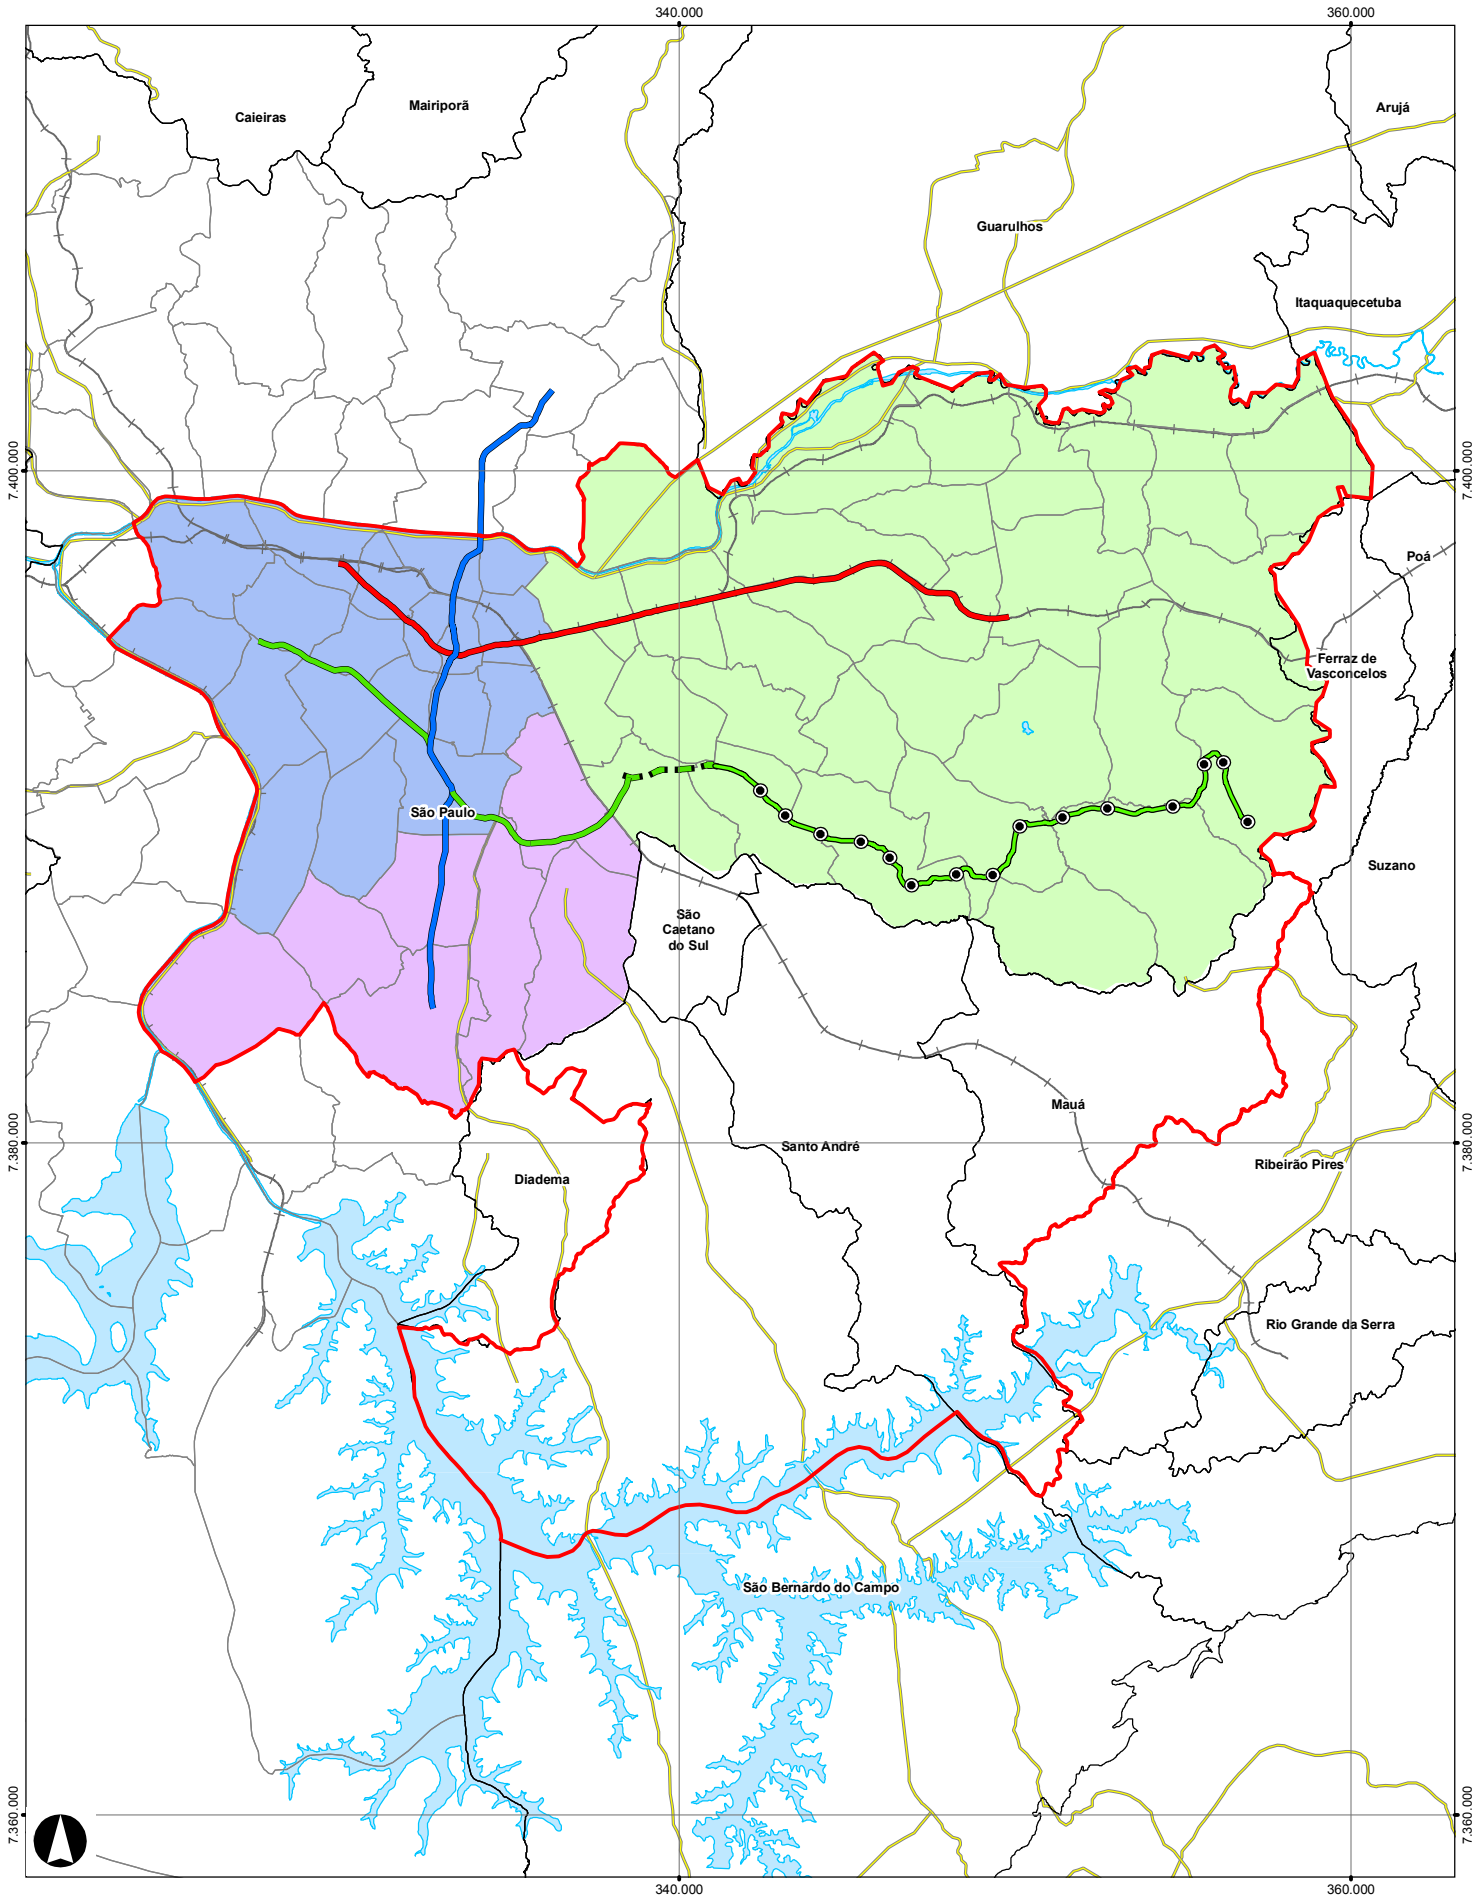 340.000
360.000
Mairiporã
Arujá
Caieiras
Guarulhos
Itaquaquecetuba
7.400.000
7.400.000
Poá
Ferraz de
Vasconcelos
São Paulo
Suzano
São
Caetano
do Sul
Mauá
7.380.000
7.380.000
Santo André
Ribeirão Pires
Diadema
Rio Grande da Serra
São Bernardo do Campo
7.360.000
7.360.000
340.000
360.000